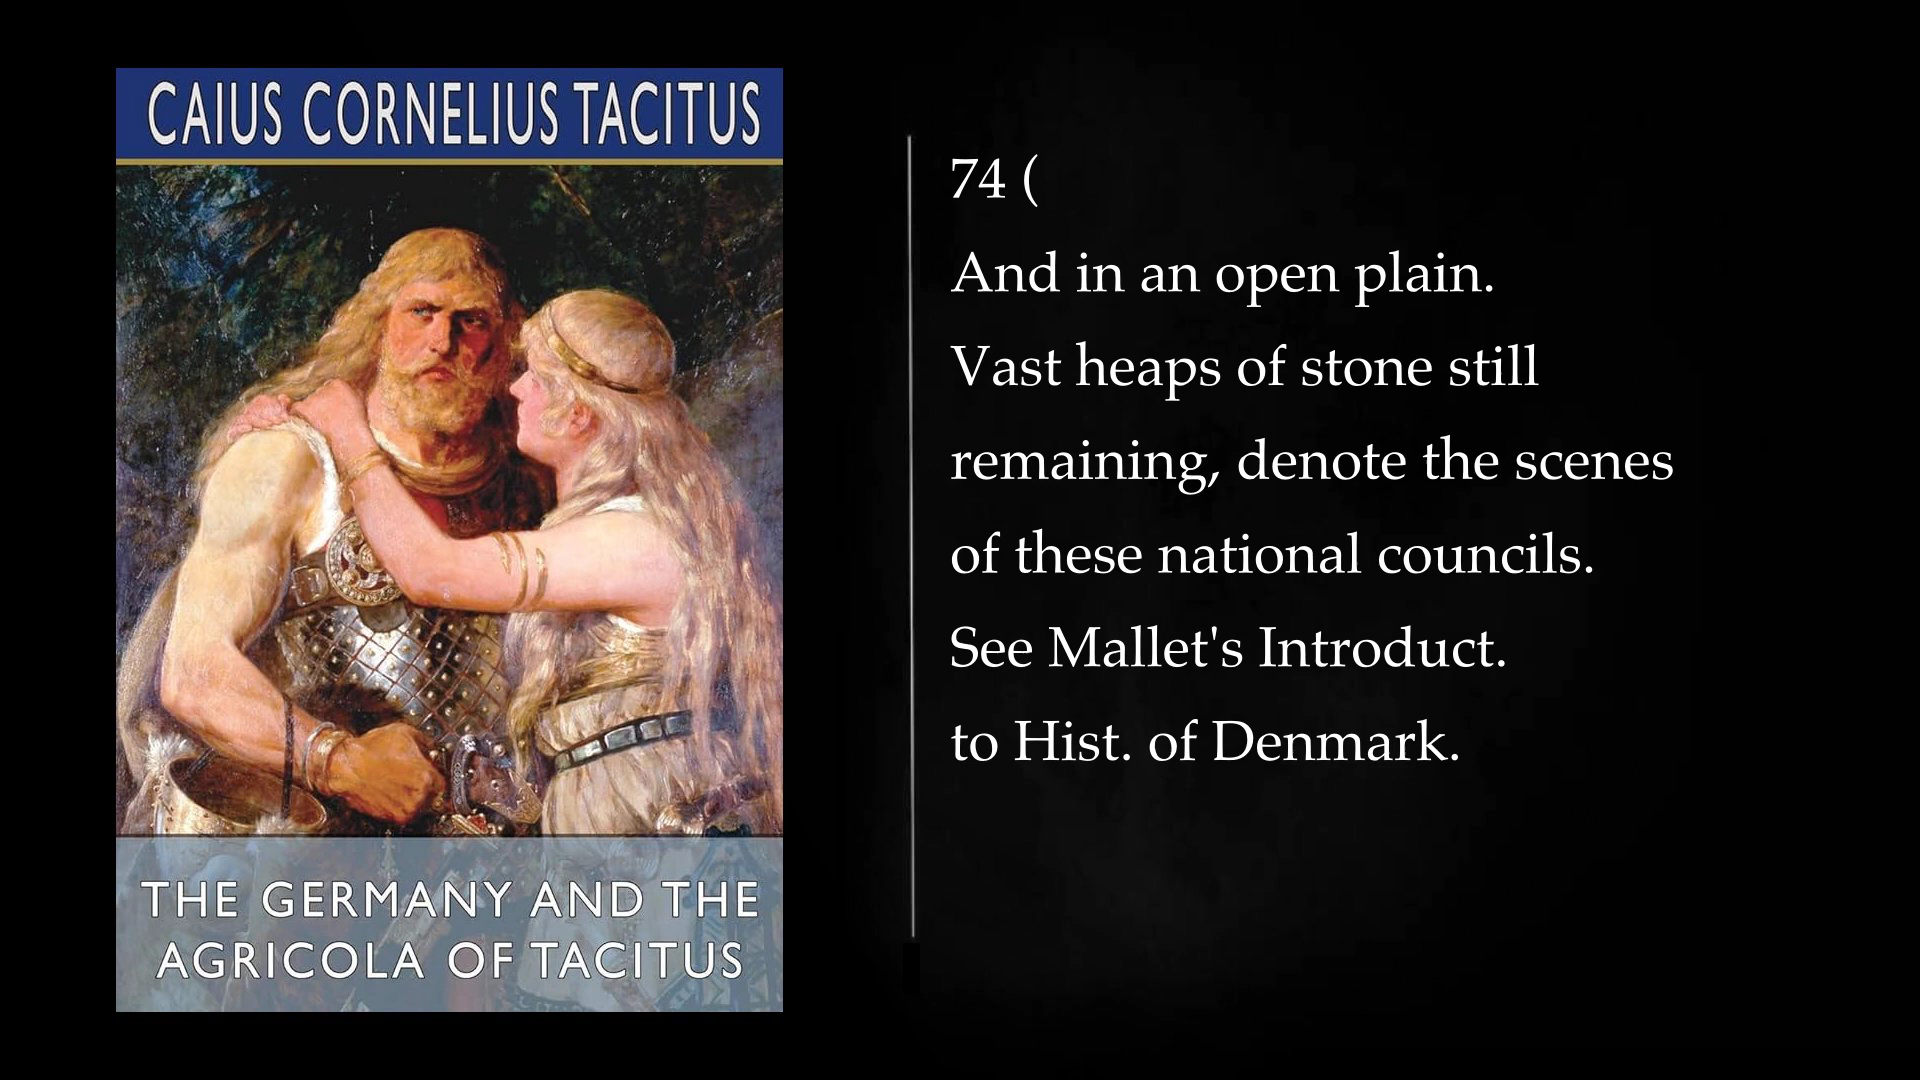 CAIUS CORNELIUS TACITUS
THE GERMANY AND THE
AGRICOLA OF TACITUS
74 (
And in an open plain.
Vast heaps of stone still
remaining, denote the scenes
of these national councils.
See Mallet's Introduct.
to Hist. of Denmark.